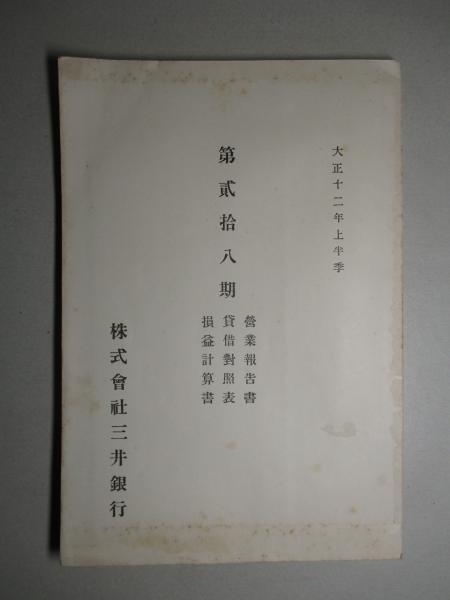 大正十二年上半季
第貳拾八期
營業報告書
貸借對照表
損益計算書
株式會社三井銀行